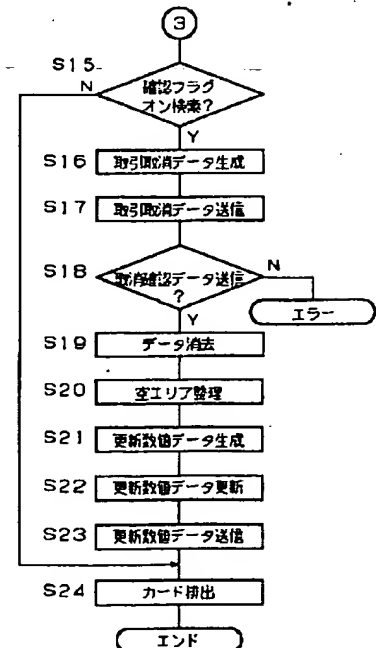 3
S15
N
確認フラグ
オン検索?
Y
S16 取引取消データ生成
S17 取引取消データ送信
S18 取消確認データ送信
?
N
エラー
Y
S19 データ消去
S20 空エリア整理
S21 更新数値データ生成
S22 更新数値データ更新
S23 更新数値データ送信
S24 カード排出
エンド